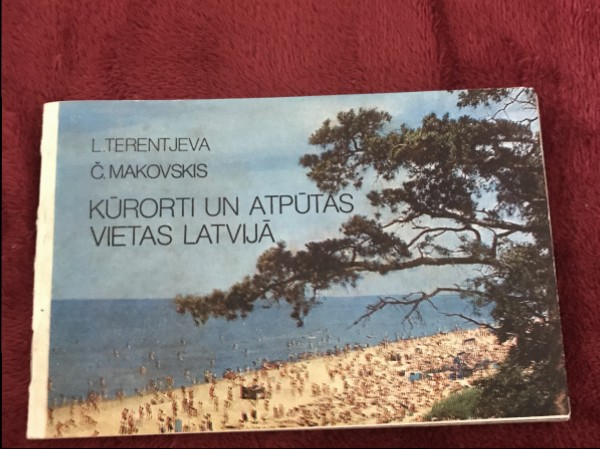 L.TERENTJEVA
Č.MAKOVSKIS
KŪRORTI UN ATPŪTAS
VIETAS LATVIJĀ